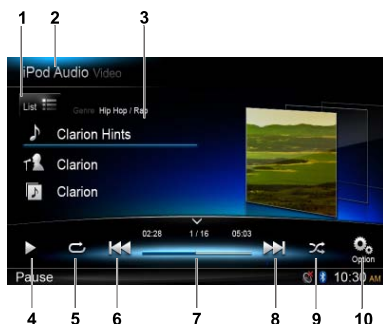 1 2 3
iPod Audio Video
List Genre Hip Hop / Rap
Clarion Hints
Clarion
Clarion
02:28 1 / 16 05:03
Option
Pause 10:30 AM
4 5 6 7 8 9 10